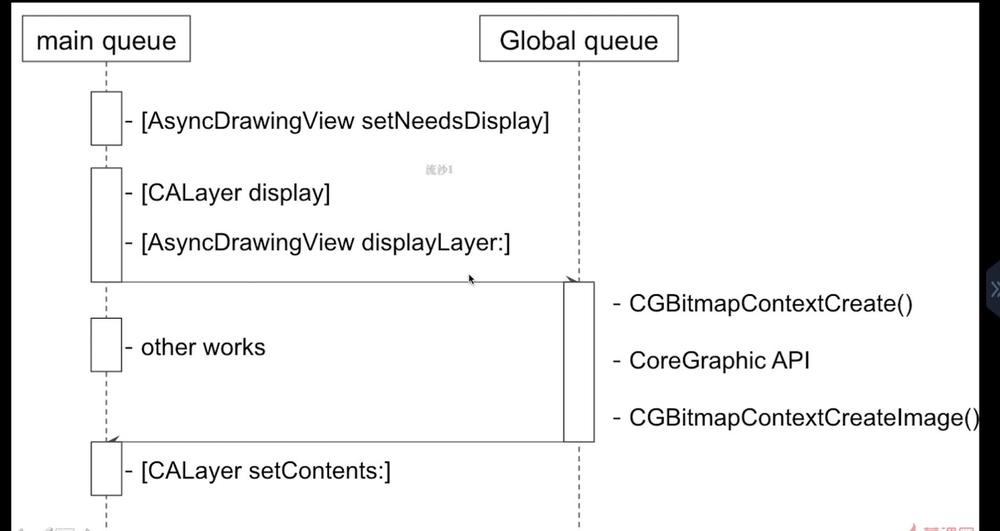 main queue
Global queue
- [AsyncDrawingView setNeedsDisplay]
流沙1
- [CALayer display]
- [AsyncDrawingView displayLayer:]
- CGBitmapContextCreate()
- other works
- CoreGraphic API
- CGBitmapContextCreateImage()
- [CALayer setContents:]